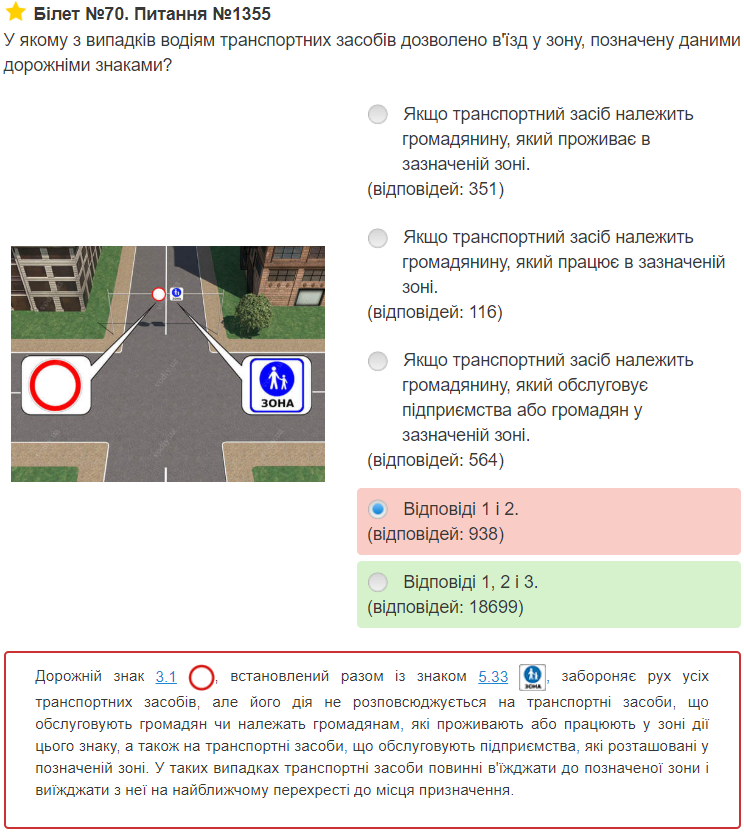 Білет №70. Питання №1355
У якому з випадків водіям транспортних засобів дозволено в'їзд у зону, позначену даними
дорожніми знаками?
Якщо транспортний засіб належить
громадянину, який проживає в
зазначеній зоні.
(відповідей: 351)
Якщо транспортний засіб належить
громадянину, який працює в зазначеній
зоні.
(відповідей: 116)
Якщо транспортний засіб належить
громадянину, який обслуговує
підприємства або громадян у
зазначеній зоні.
(відповідей: 564)
ЗОНА
Відповіді 1 і 2.
(відповідей: 938)
Відповіді 1, 2 і 3.
(відповідей: 18699)
Дорожній знак 3.1 , встановлений разом із знаком 5.33 ЗОНА, забороняє рух усіх
транспортних засобів, але його дія не розповсюджується на транспортні засоби, що
обслуговують громадян чи належать громадянам, які проживають або працюють у зоні дії
цього знаку, а також на транспортні засоби, що обслуговують підприємства, які розташовані у
позначеній зоні. У таких випадках транспортні засоби повинні в'їжджати до позначеної зони і
виїжджати з неї на найближчому перехресті до місця призначення.